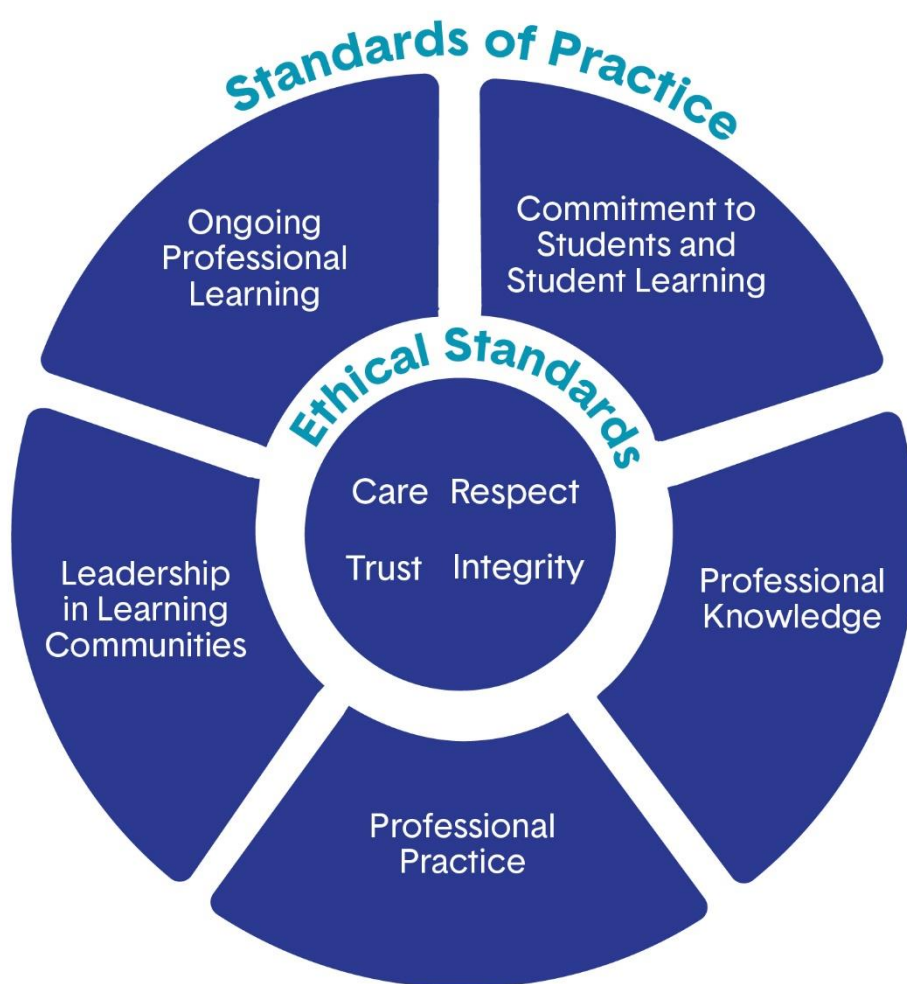 Standards of Practice
Ongoing
Professional
Learning
Commitment to
Students and
Student Learning
Ethical Standards
Care Respect
Trust Integrity
Leadership
in Learning
Communities
Professional
Knowledge
Professional
Practice